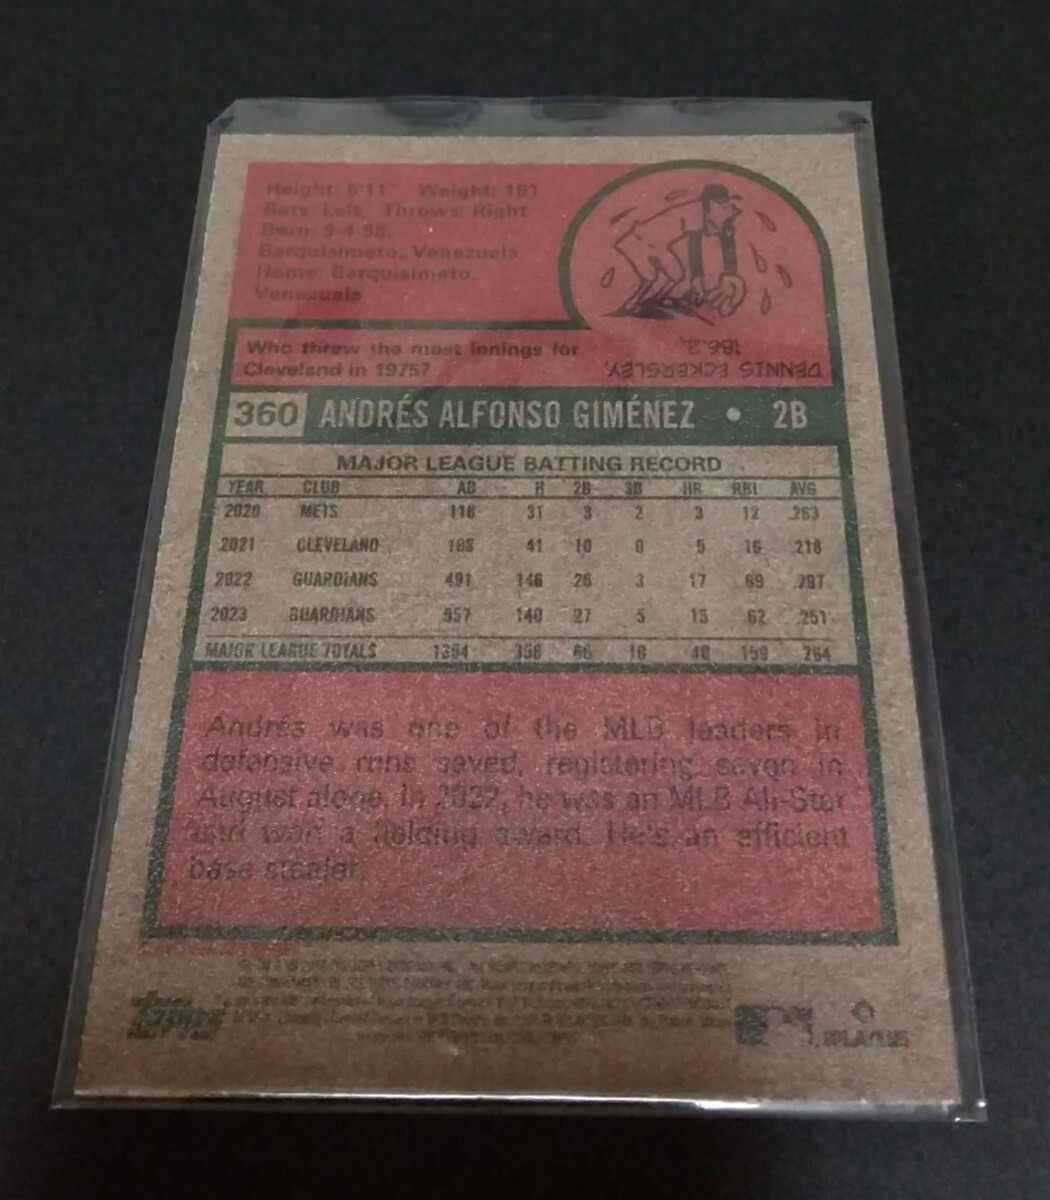 Height: 5'11" Weight: 161
Bats: Left Throws: Right
Born: 9-4-98,
Barquisimeto, Venezuela
Home: Barquisimeto,
Venezuela
Who threw the most innings for
Cleveland in 1975?
DENNIS ECKERSLEY,
186.2.
360 ANDRÉS ALFONSO GIMÉNEZ • 2B
MAJOR LEAGUE BATTING RECORD
YEAR CLUB AB H 2B 3B HR RBI AVG
2020 METS 118 31 3 2 3 12 .263
2021 CLEVELAND 188 41 10 0 5 16 .218
2022 GUARDIANS 491 146 26 3 17 69 .297
2023 GUARDIANS 557 140 27 5 15 62 .251
MAJOR LEAGUE TOTALS 1354 358 66 10 40 159 .264
Andrés was one of the MLB leaders in
defensive runs saved, registering seven in
August alone. In 2022, he was an MLB All-Star
and won a fielding award. He's an efficient
base stealer.
TOPPS
PLAYERS